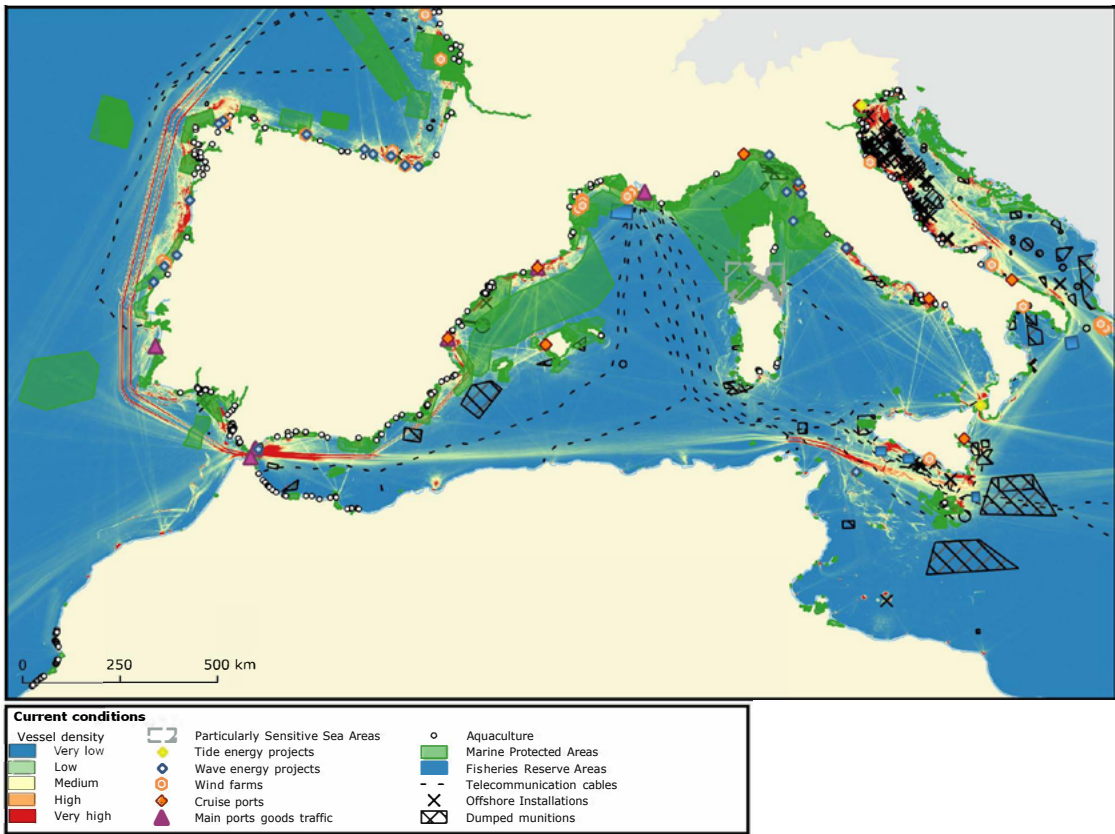 0 250 500 km
Current conditions
Vessel density
Very low
Low
Medium
High
Very high
Particularly Sensitive Sea Areas
Tide energy projects
Wave energy projects
Wind farms
Cruise ports
Main ports goods traffic
Aquaculture
Marine Protected Areas
Fisheries Reserve Areas
Telecommunication cables
Offshore Installations
Dumped munitions